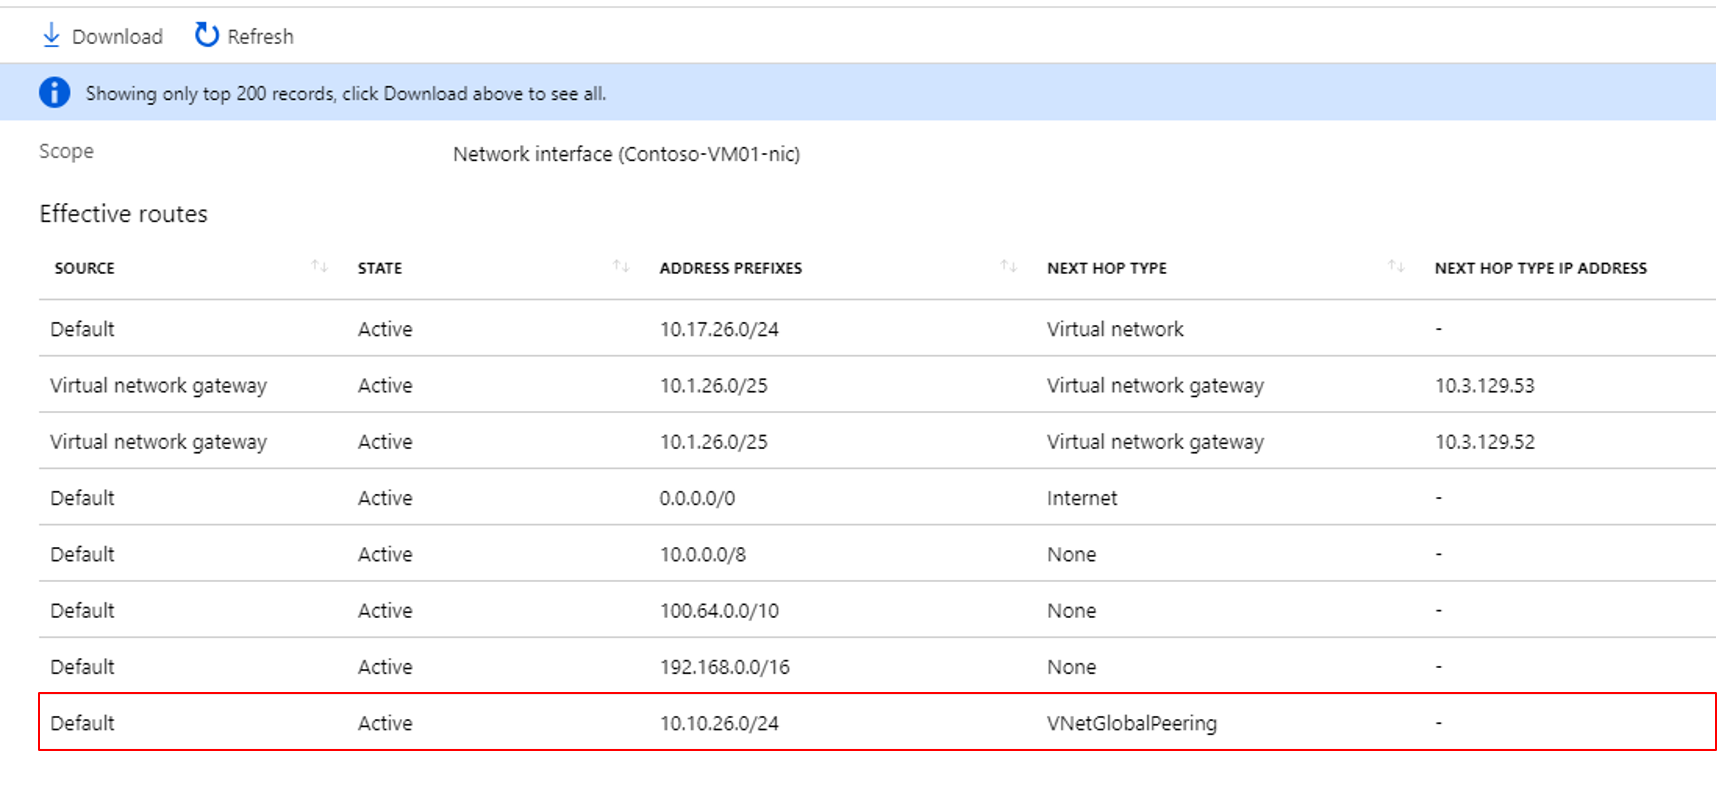 Download Refresh
Showing only top 200 records, click Download above to see all.
Scope Network interface (Contoso-VM01-nic)
Effective routes
SOURCE STATE ADDRESS PREFIXES NEXT HOP TYPE NEXT HOP TYPE IP ADDRESS
Default Active 10.17.26.0/24 Virtual network -
Virtual network gateway Active 10.1.26.0/25 Virtual network gateway 10.3.129.53
Virtual network gateway Active 10.1.26.0/25 Virtual network gateway 10.3.129.52
Default Active 0.0.0.0/0 Internet -
Default Active 10.0.0.0/8 None -
Default Active 100.64.0.0/10 None -
Default Active 192.168.0.0/16 None -
Default Active 10.10.26.0/24 VNetGlobalPeering -